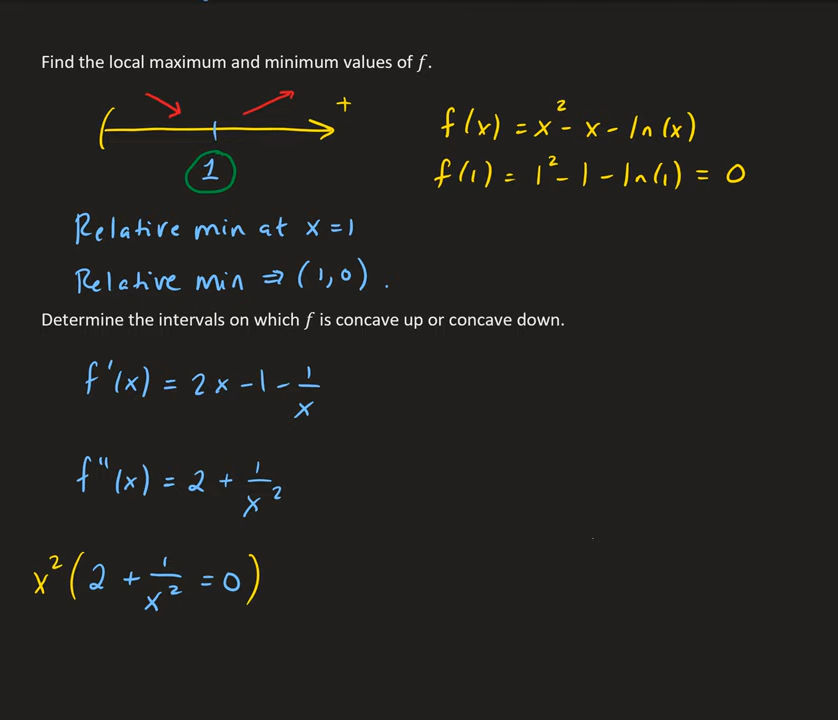 Find the local maximum and minimum values of f.
+
f(x) = x² - x - ln(x)
1
f(1) = 1² - 1 - ln(1) = 0
Relative min at x = 1
Relative min ⇒ (1,0).
Determine the intervals on which f is concave up or concave down.
f'(x) = 2x - 1 - 1/x
f"(x) = 2 + 1/x²
x²(2 + 1/x² = 0)